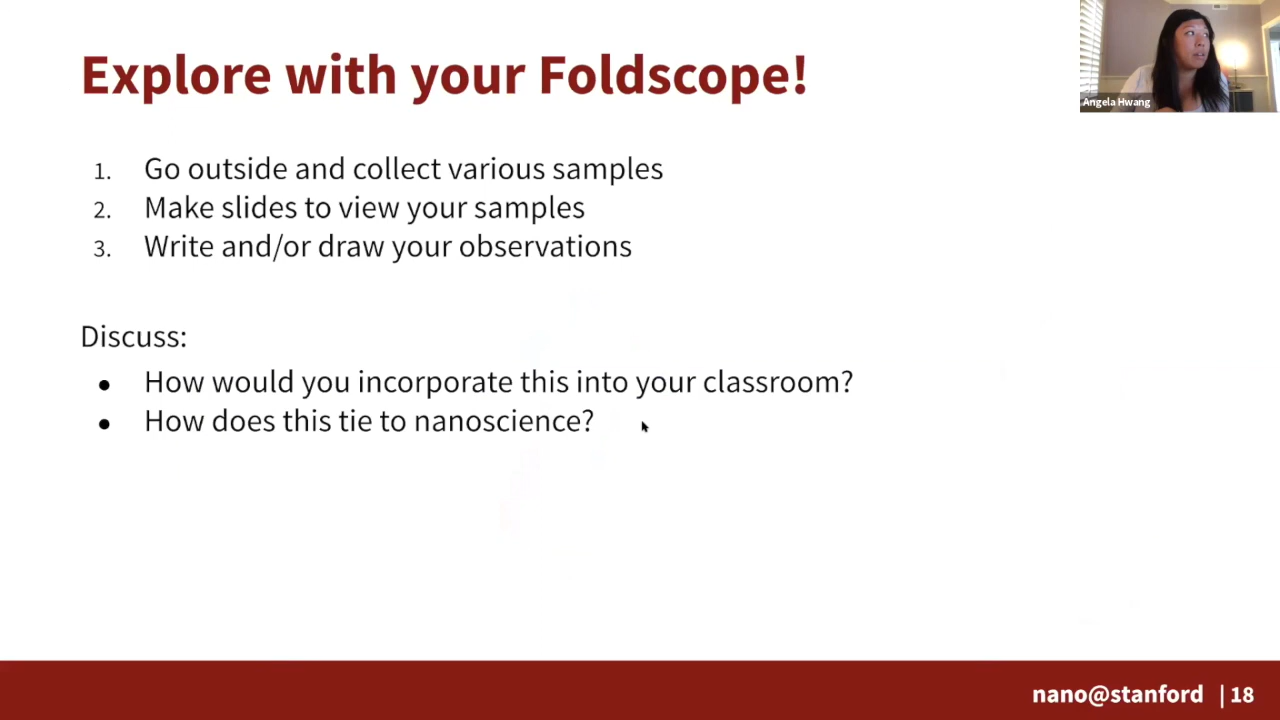 Explore with your Foldscope!
Angela Hwang
1. Go outside and collect various samples
2. Make slides to view your samples
3. Write and/or draw your observations
Discuss:
● How would you incorporate this into your classroom?
● How does this tie to nanoscience?
nano@stanford | 18